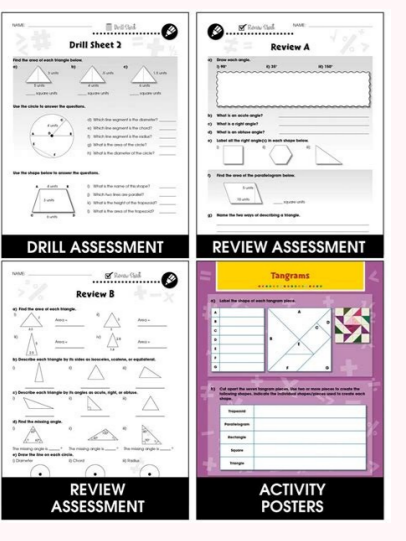 NAME:
Drill Sheet 2
Find the area of each triangle below.
a) b) c)
square units square units square units
Use the circle to answer the questions.
d) Which line segment is the diameter?
e) Which line segment is the chord?
f) Which line segment is the radius?
g) What is the area of the circle?
h) What is the diameter of the circle?
Use the shape below to answer the questions.
i) What is the name of the shape?
j) Which two lines are parallel?
k) What is the height of the trapezoid?
l) What is the area of the trapezoid?
DRILL ASSESSMENT
NAME:
Review A
a) Draw each angle.
b) What is an acute angle?
c) What is a right angle?
d) What is an obtuse angle?
e) Label all the right angle(s) in each shape below.
f) Find the area of the parallelogram below.
square units
g) Name the two ways of describing a triangle.
REVIEW ASSESSMENT
NAME:
Review B
a) Find the area of each triangle.
Area = Area =
Area = Area =
b) Describe each triangle by its sides as isosceles, scalene, or equilateral.
c) Describe each triangle by its angles as acute, right, or obtuse.
d) Find the missing angle.
The missing angle is ? The missing angle is ? The missing angle is ?
e) Draw the line on each circle.
i) Diameter ii) Chord iii) Radius
REVIEW
ASSESSMENT
Tangrams
a) Label the shape of each tangram piece.
A
B
C
D
E
F
G
b) Cut apart the seven tangram pieces. Use two or more pieces to create the
following shapes. Indicate the individual shapes/pieces used to create each
shape.
Trapezoid
Parallelogram
Rectangle
Square
Triangle
ACTIVITY
POSTERS